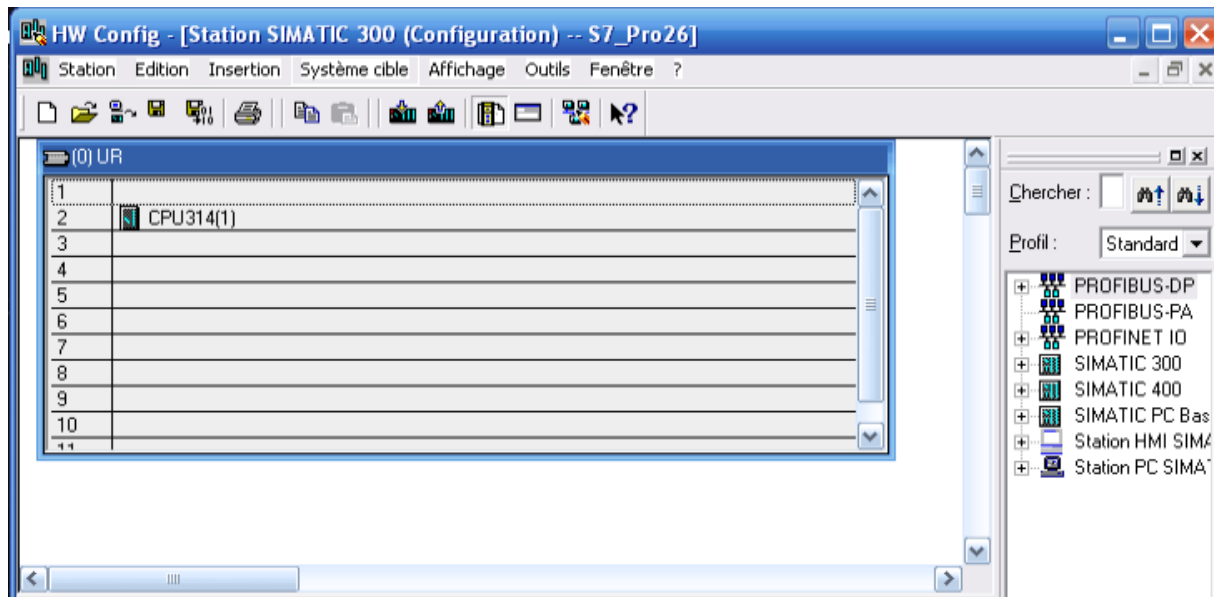 HW Config - [Station SIMATIC 300 (Configuration) -- S7_Pro26]
Station Edition Insertion Système cible Affichage Outils Fenêtre ?
(0) UR
1
2 CPU314(1)
3
4
5
6
7
8
9
10
11
Chercher :
Profil : Standard
PROFIBUS-DP
PROFIBUS-PA
PROFINET IO
SIMATIC 300
SIMATIC 400
SIMATIC PC Bas
Station HMI SIMA
Station PC SIMA